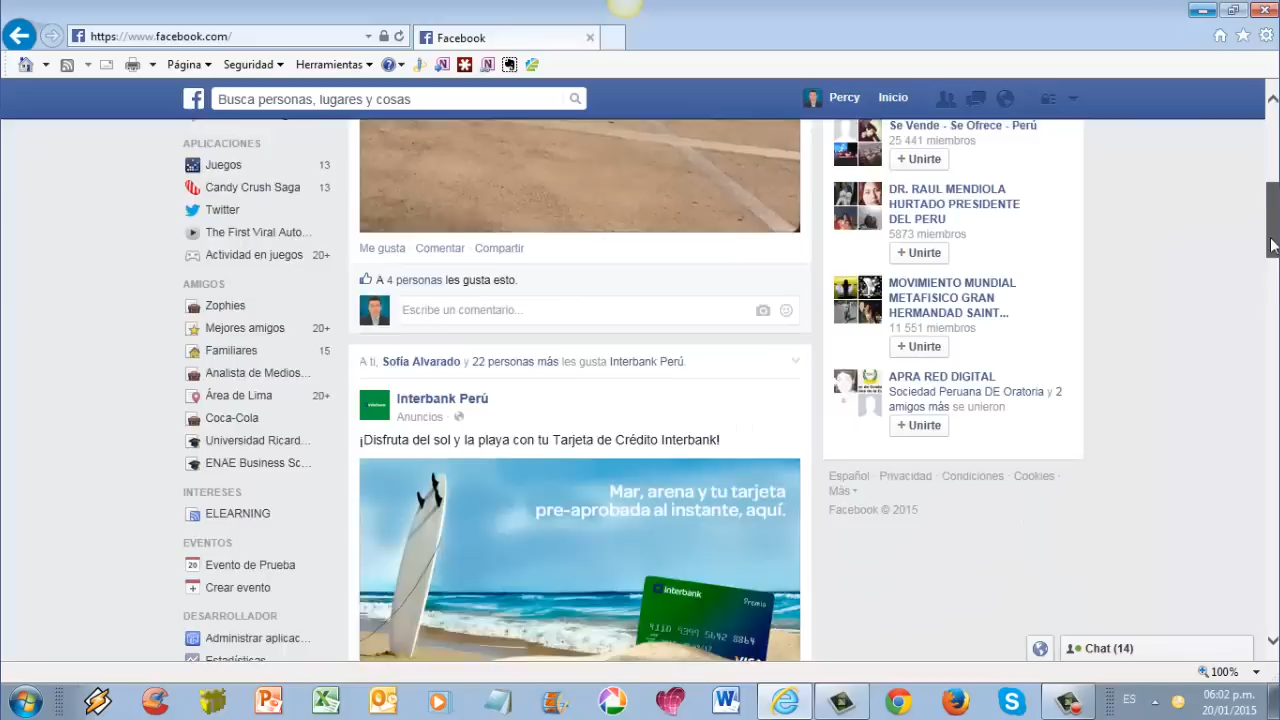 https://www.facebook.com/
Facebook
Página
Seguridad
Herramientas
Busca personas, lugares y cosas
Percy
Inicio
APLICACIONES
Juegos 13
Candy Crush Saga 13
Twitter
The First Viral Auto...
Actividad en juegos 20+
AMIGOS
Zophies
Mejores amigos 20+
Familiares 15
Analista de Medios...
Área de Lima 20+
Coca-Cola
Universidad Ricard...
ENAE Business Sc...
INTERESES
ELEARNING
EVENTOS
20 Evento de Prueba
Crear evento
DESARROLLADOR
Administrar aplicac...
Estadísticas
Me gusta Comentar Compartir
A 4 personas les gusta esto.
Escribe un comentario...
A ti, Sofía Alvarado y 22 personas más les gusta Interbank Perú.
Interbank Perú
Anuncios ·
¡Disfruta del sol y la playa con tu Tarjeta de Crédito Interbank!
Mar, arena y tu tarjeta
pre-aprobada al instante, aquí.
Interbank
Premia
4110 4399 5642 8864
VISA
Se Vende - Se Ofrece - Perú
25 441 miembros
+ Unirte
DR. RAUL MENDIOLA
HURTADO PRESIDENTE
DEL PERU
5873 miembros
+ Unirte
MOVIMIENTO MUNDIAL
METAFISICO GRAN
HERMANDAD SAINT...
11 551 miembros
+ Unirte
APRA RED DIGITAL
Sociedad Peruana DE Oratoria y 2
amigos más se unieron
+ Unirte
Español · Privacidad · Condiciones · Cookies ·
Más
Facebook © 2015
Chat (14)
100%
ES
06:02 p.m.
20/01/2015